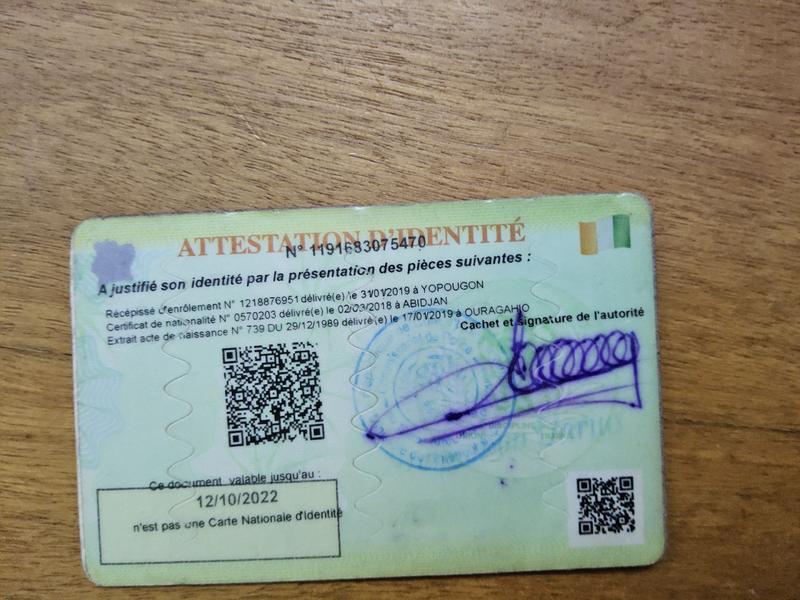 ATTESTATION D'IDENTITÉ
N° 1191683075470
A justifié son identité par la présentation des pièces suivantes :
Récépissé d'enrôlement N° 1218876951 délivré(e) le 31/01/2019 à YOPOUGON
Certificat de nationalité N° 0570203 délivré(e) le 02/03/2018 à ABIDJAN
Extrait acte de naissance N° 739 DU 29/12/1989 délivré(e) le 17/01/2019 à OURAGAHIO
Cachet et signature de l'autorité
Ce document valable jusqu'au :
12/10/2022
n'est pas une Carte Nationale d'Identité